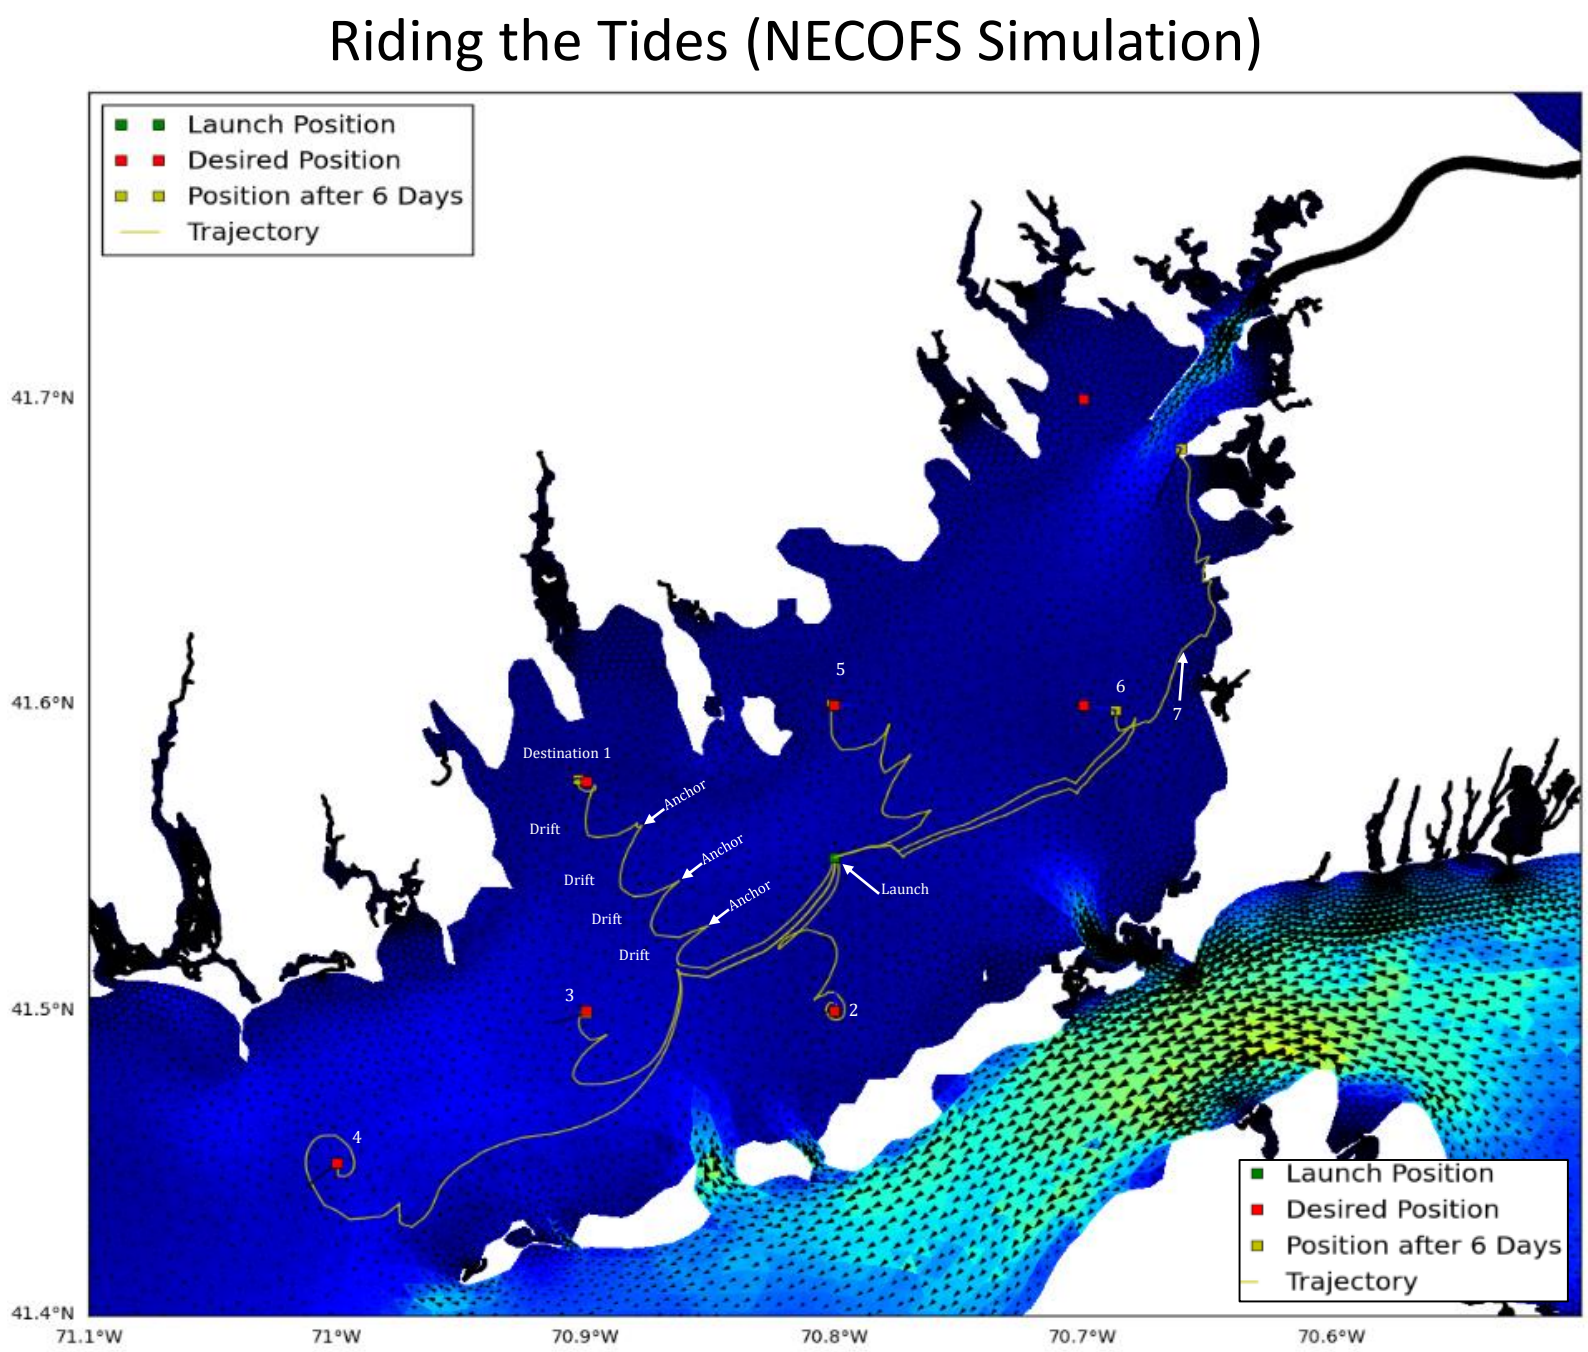 Riding the Tides (NECOFS Simulation)
Launch Position
Desired Position
Position after 6 Days
Trajectory
41.7°N
5
6
41.6°N
7
Destination 1
Anchor
Drift
Anchor
Drift
Anchor
Launch
Drift
Drift
3
41.5°N
2
4
Launch Position
Desired Position
Position after 6 Days
Trajectory
41.4°N
71.1°W
71°W
70.9°W
70.8°W
70.7°W
70.6°W